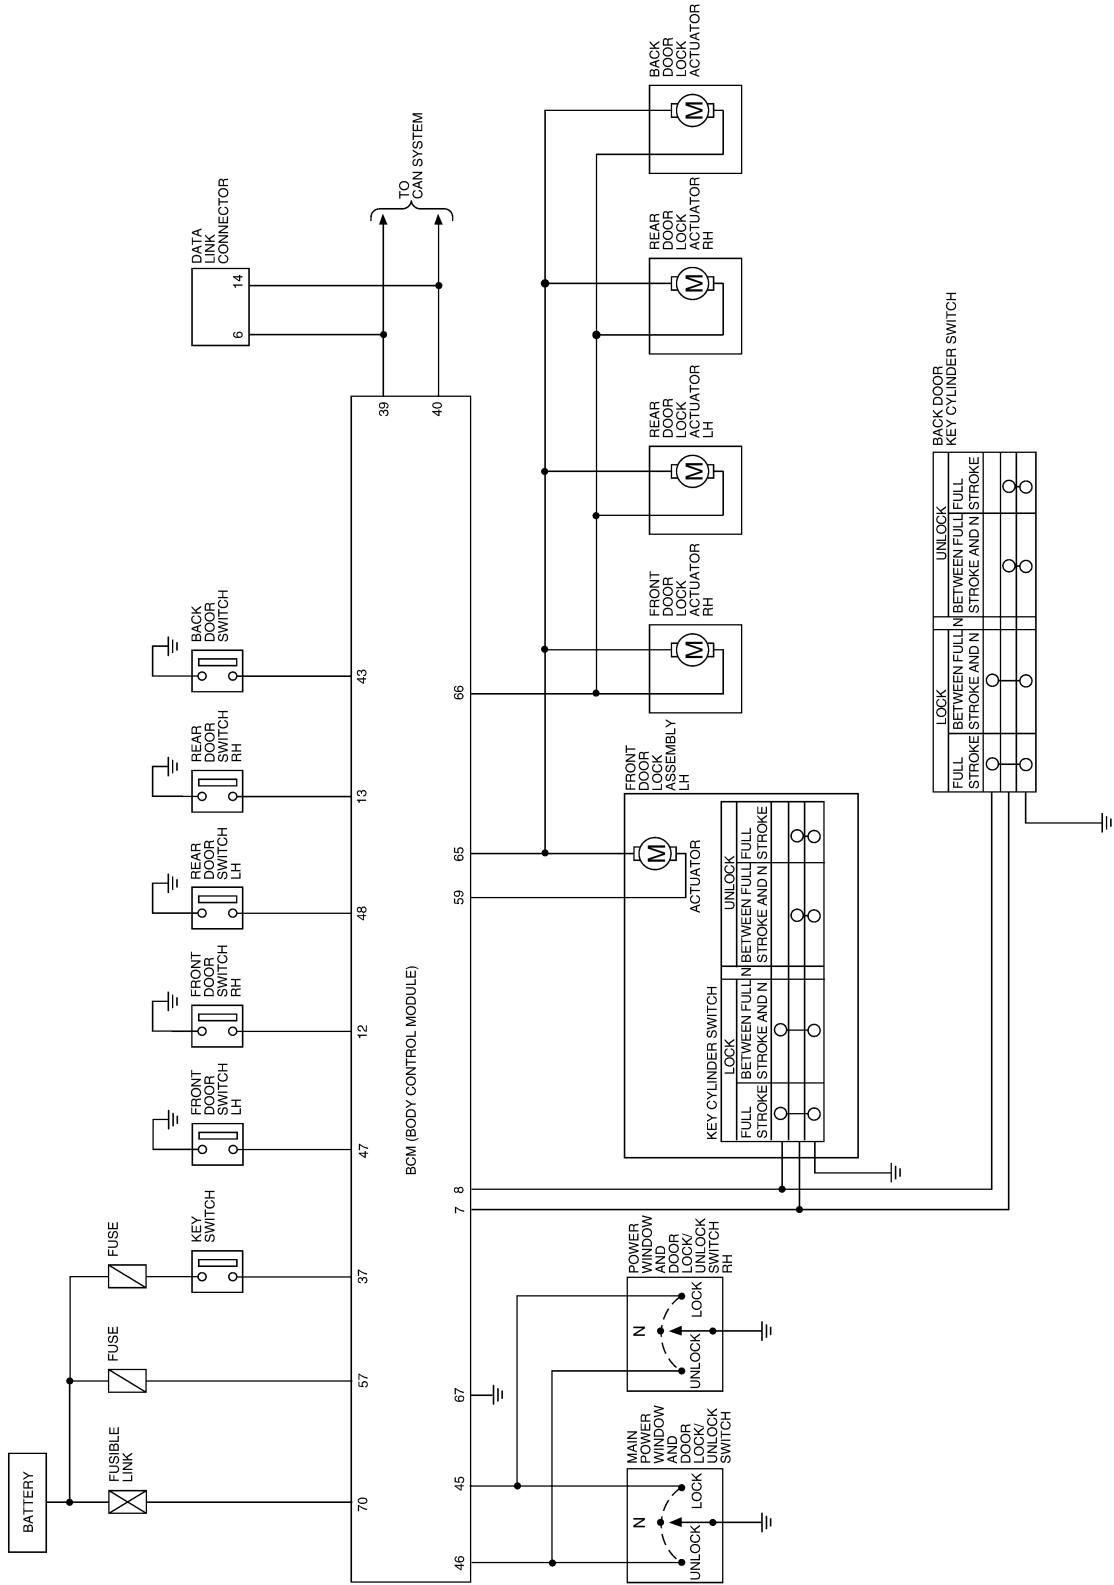 BATTERY
FUSIBLE
LINK
FUSE
FUSE
KEY
SWITCH
FRONT
DOOR
SWITCH
LH
FRONT
DOOR
SWITCH
RH
REAR
DOOR
SWITCH
LH
REAR
DOOR
SWITCH
RH
BACK
DOOR
SWITCH
DATA
LINK
CONNECTOR
6
14
TO
CAN SYSTEM
70
57
37
47
12
48
13
43
39
40
BCM (BODY CONTROL MODULE)
46
45
67
7
8
59
65
66
MAIN
POWER
WINDOW
AND
DOOR
LOCK/
UNLOCK
SWITCH
N
UNLOCK
LOCK
POWER
WINDOW
AND
DOOR
LOCK/
UNLOCK
SWITCH
RH
N
UNLOCK
LOCK
FRONT
DOOR
LOCK
ASSEMBLY
LH
M
ACTUATOR
KEY CYLINDER SWITCH
LOCK
UNLOCK
FULL
STROKE
BETWEEN FULL
STROKE AND N
N
BETWEEN FULL
STROKE AND N
FULL
STROKE
FRONT
DOOR
LOCK
ACTUATOR
RH
M
REAR
DOOR
LOCK
ACTUATOR
LH
M
REAR
DOOR
LOCK
ACTUATOR
RH
M
BACK
DOOR
LOCK
ACTUATOR
M
BACK DOOR
KEY CYLINDER SWITCH
LOCK
UNLOCK
FULL
STROKE
BETWEEN FULL
STROKE AND N
N
BETWEEN FULL
STROKE AND N
FULL
STROKE